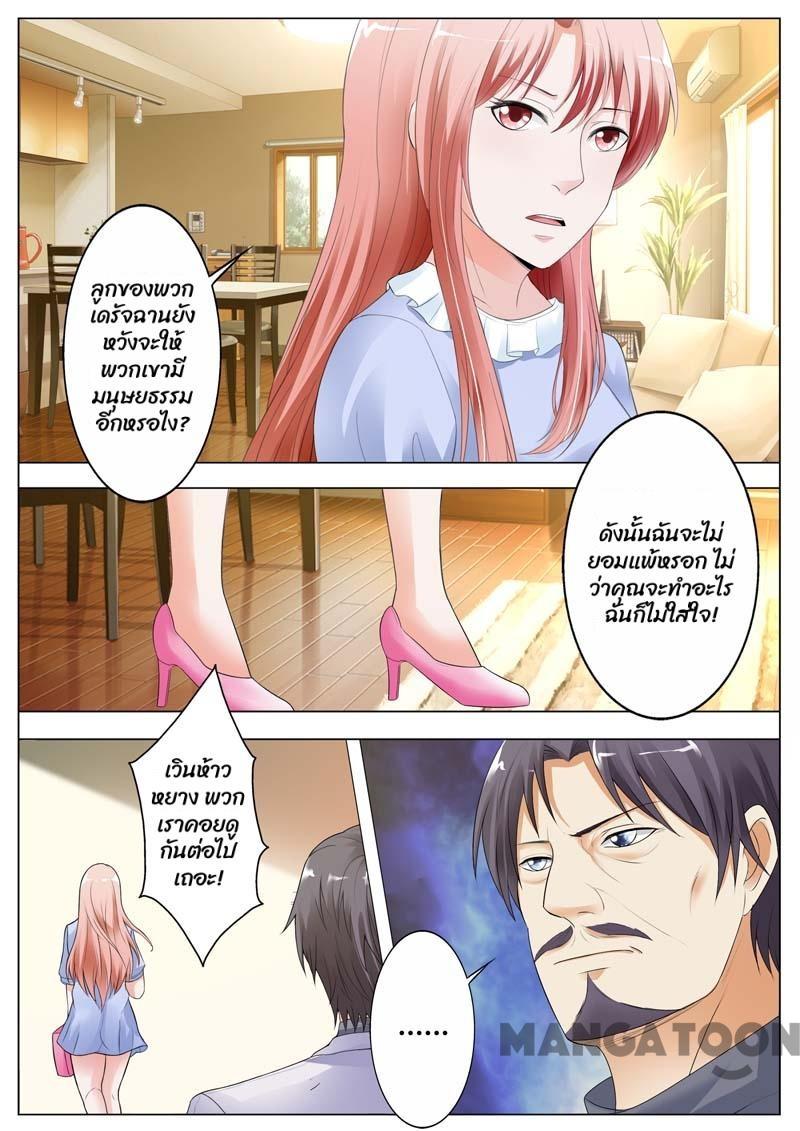 ลูกของพวก
เดรัจฉานยัง
หวังจะให้
พวกเขามี
มนุษยธรรม
อีกหรอไง?
ดังนั้นฉันจะไม่
ยอมแพ้หรอก ไม่
ว่าคุณจะทำอะไร
ฉันก็ไม่ใส่ใจ!
เวินห้าว
หยาง พวก
เราคอยดู
กันต่อไป
เถอะ!
......
MANGATOON